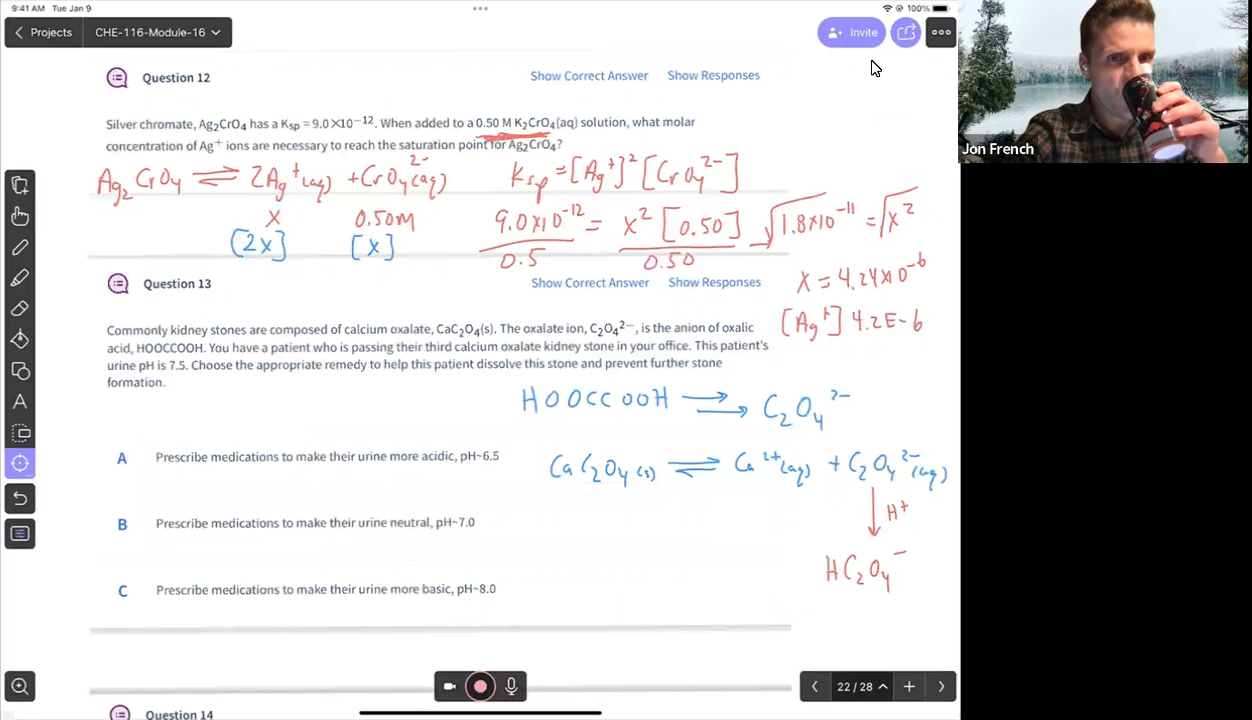 9:41 AM Tue Jan 9
100%
Projects
CHE-116-Module-16
Invite
Jon French
Question 12
Show Correct Answer
Show Responses
Silver chromate, Ag₂CrO₄ has a Kₛₚ = 9.0 X10⁻¹². When added to a 0.50 M K₂CrO₄(aq) solution, what molar
concentration of Ag⁺ ions are necessary to reach the saturation point for Ag₂CrO₄?
Ag₂CrO₄ ⇌ 2Ag⁺(aq) + CrO₄²⁻(aq)
Ksp = [Ag⁺]² [CrO₄²⁻]
x 0.50M
[2x] [x]
9.0x10⁻¹² = x² [0.50]
0.5 0.50
√1.8x10⁻¹¹ = √x²
x = 4.24x10⁻⁶
[Ag⁺] 4.2E-6
Question 13
Show Correct Answer
Show Responses
Commonly kidney stones are composed of calcium oxalate, CaC₂O₄(s). The oxalate ion, C₂O₄²⁻, is the anion of oxalic
acid, HOOCCOOH. You have a patient who is passing their third calcium oxalate kidney stone in your office. This patient's
urine pH is 7.5. Choose the appropriate remedy to help this patient dissolve this stone and prevent further stone
formation.
HOOCCOOH ⇉ C₂O₄²⁻
A Prescribe medications to make their urine more acidic, pH~6.5
CaC₂O₄(s) ⇌ Ca²⁺(aq) + C₂O₄²⁻(aq)
↓ H⁺
B Prescribe medications to make their urine neutral, pH~7.0
HC₂O₄⁻
C Prescribe medications to make their urine more basic, pH~8.0
22 / 28
Question 14